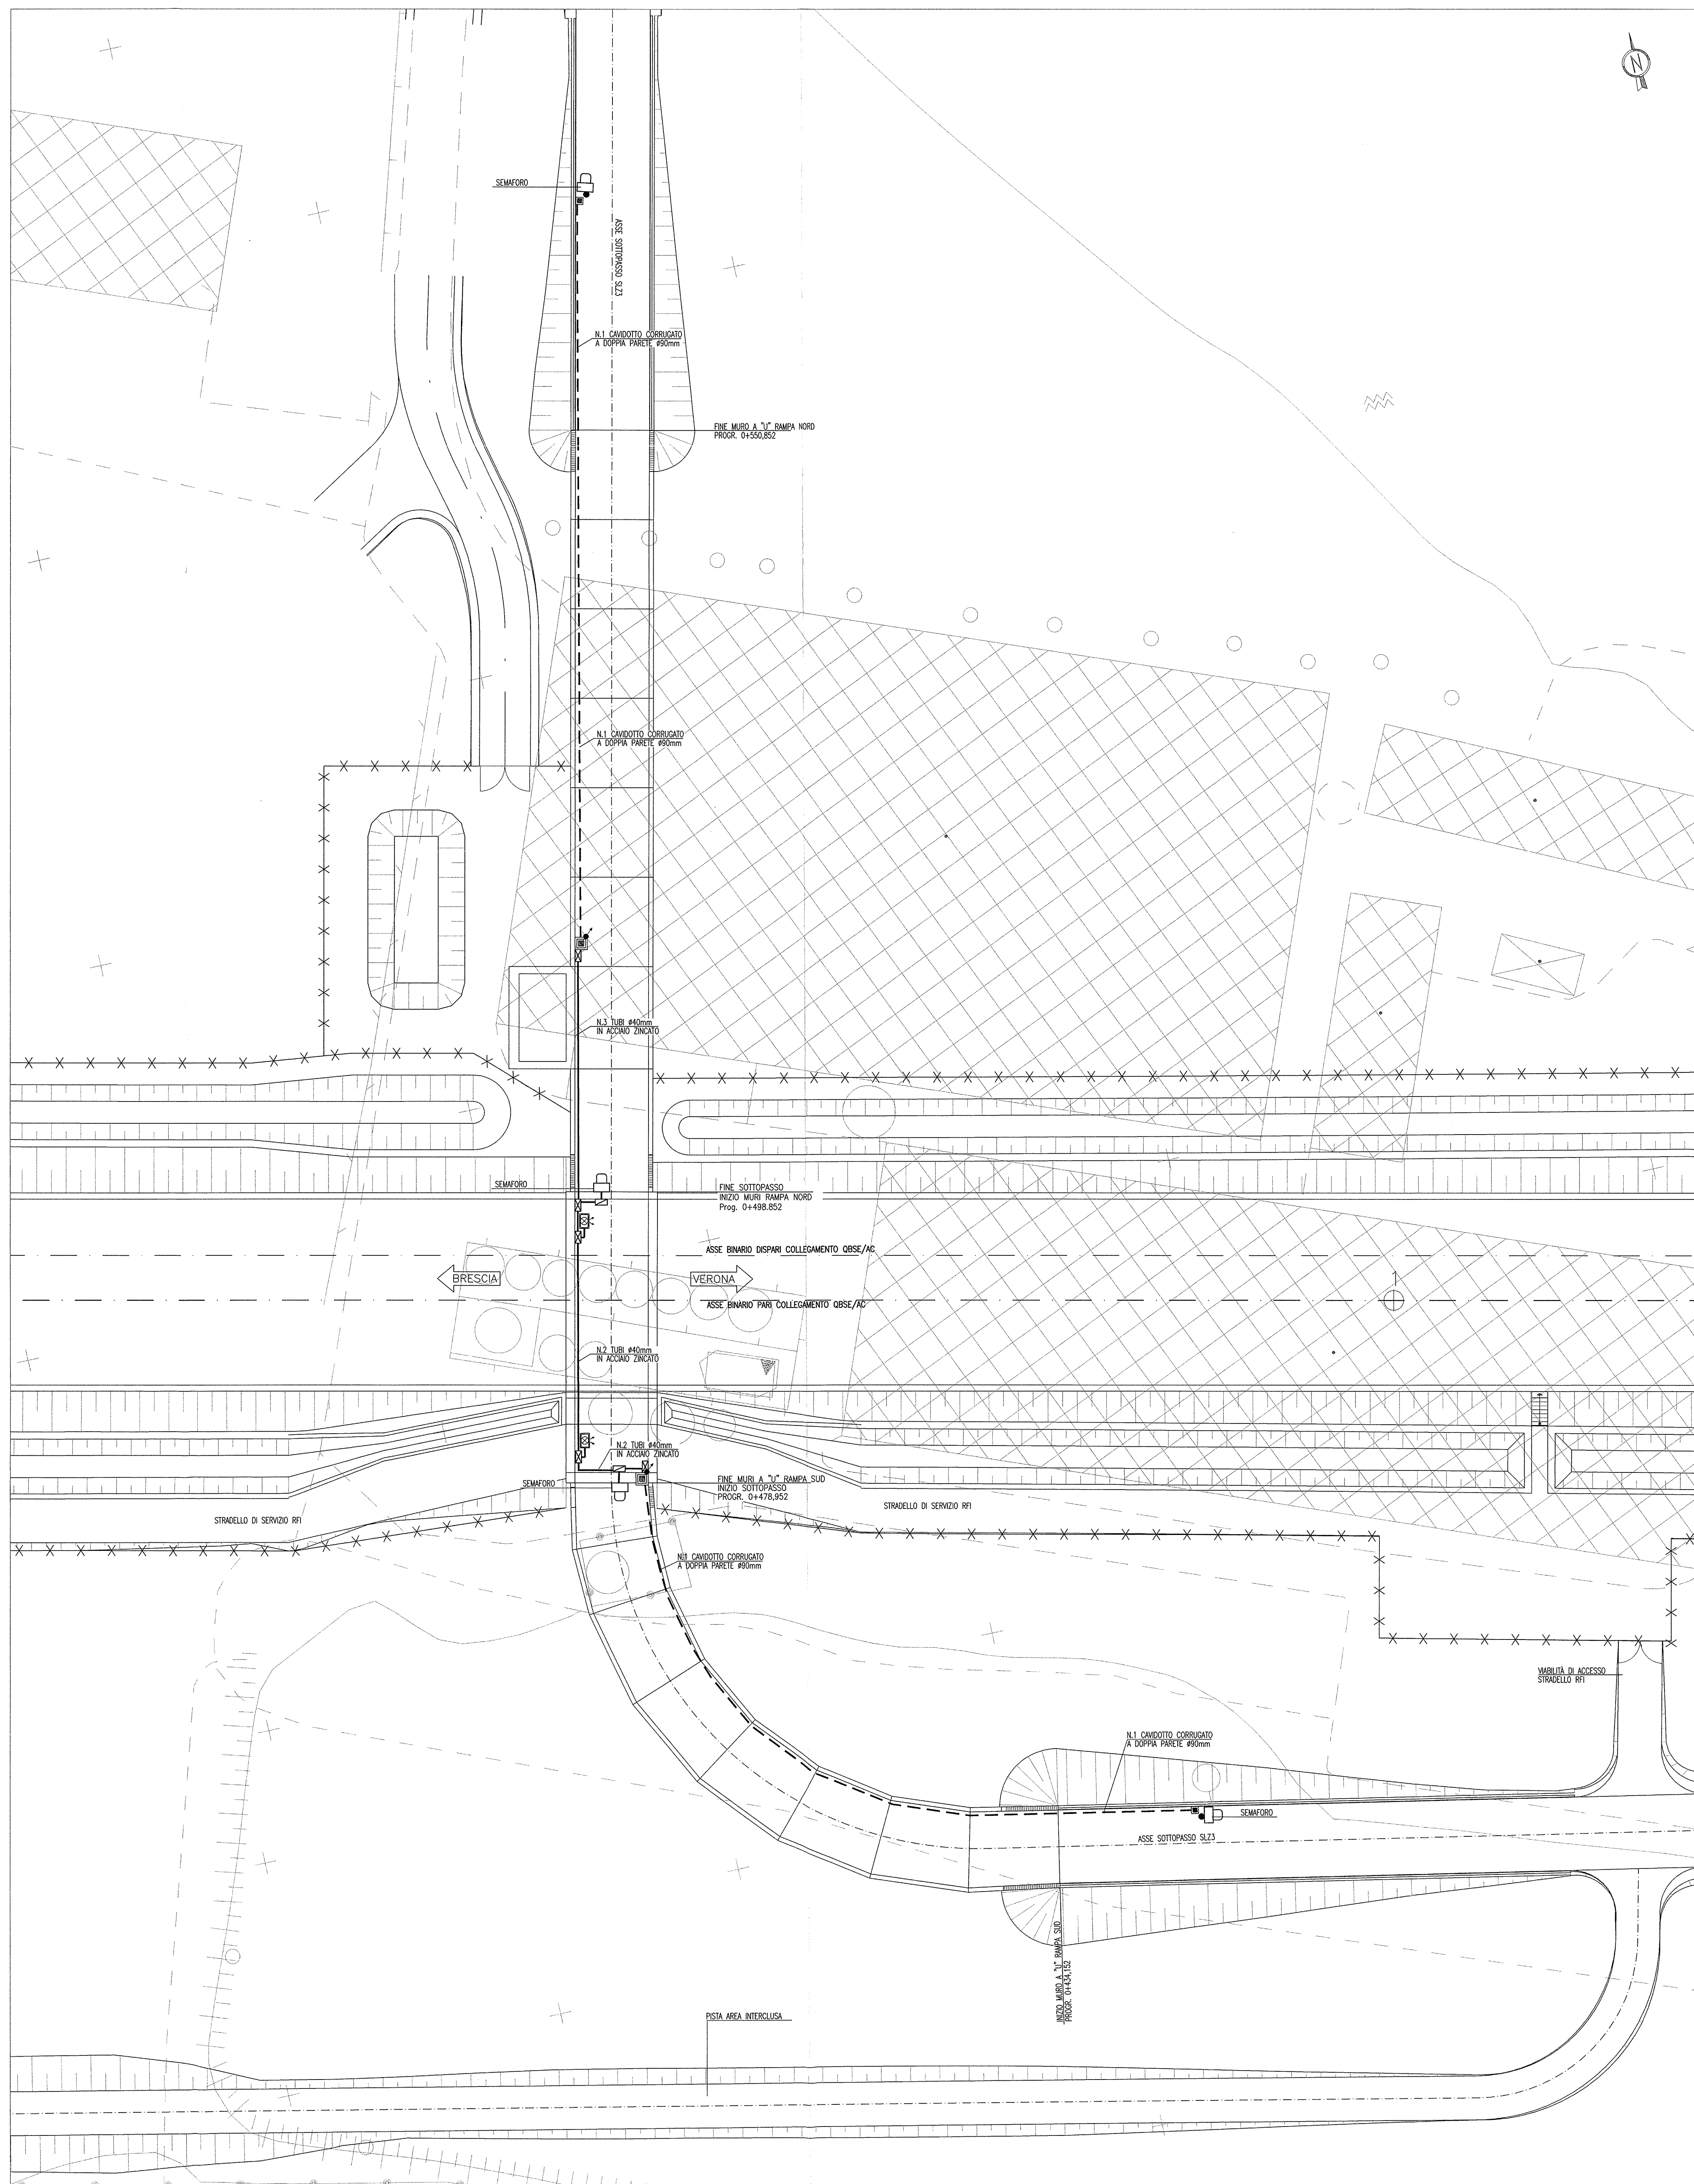 N
SEMAFORO
ASSE SOTTOPASSO SLZ3
N.1 CAVIDOTTO CORRUGATO
A DOPPIA PARETE ø90mm
FINE MURO A "U" RAMPA NORD
PROGR. 0+550,852
N.1 CAVIDOTTO CORRUGATO
A DOPPIA PARETE ø90mm
N.3 TUBI ø40mm
IN ACCIAIO ZINCATO
SEMAFORO
FINE SOTTOPASSO
INIZIO MURI RAMPA NORD
Prog. 0+498.852
ASSE BINARIO DISPARI COLLEGAMENTO QBSE/AC
BRESCIA
VERONA
ASSE BINARIO PARI COLLEGAMENTO QBSE/AC
N.2 TUBI ø40mm
IN ACCIAIO ZINCATO
N.2 TUBI ø40mm
IN ACCIAIO ZINCATO
SEMAFORO
FINE MURI A "U" RAMPA SUD
INIZIO SOTTOPASSO
PROGR. 0+478,952
STRADELLO DI SERVIZIO RFI
STRADELLO DI SERVIZIO RFI
N.1 CAVIDOTTO CORRUGATO
A DOPPIA PARETE ø90mm
VIABILITÀ DI ACCESSO
STRADELLO RFI
N.1 CAVIDOTTO CORRUGATO
A DOPPIA PARETE ø90mm
SEMAFORO
ASSE SOTTOPASSO SLZ3
INIZIO MURO A "U" RAMPA SUD
PROGR. 0+434,152
PISTA AREA INTERCLUSA